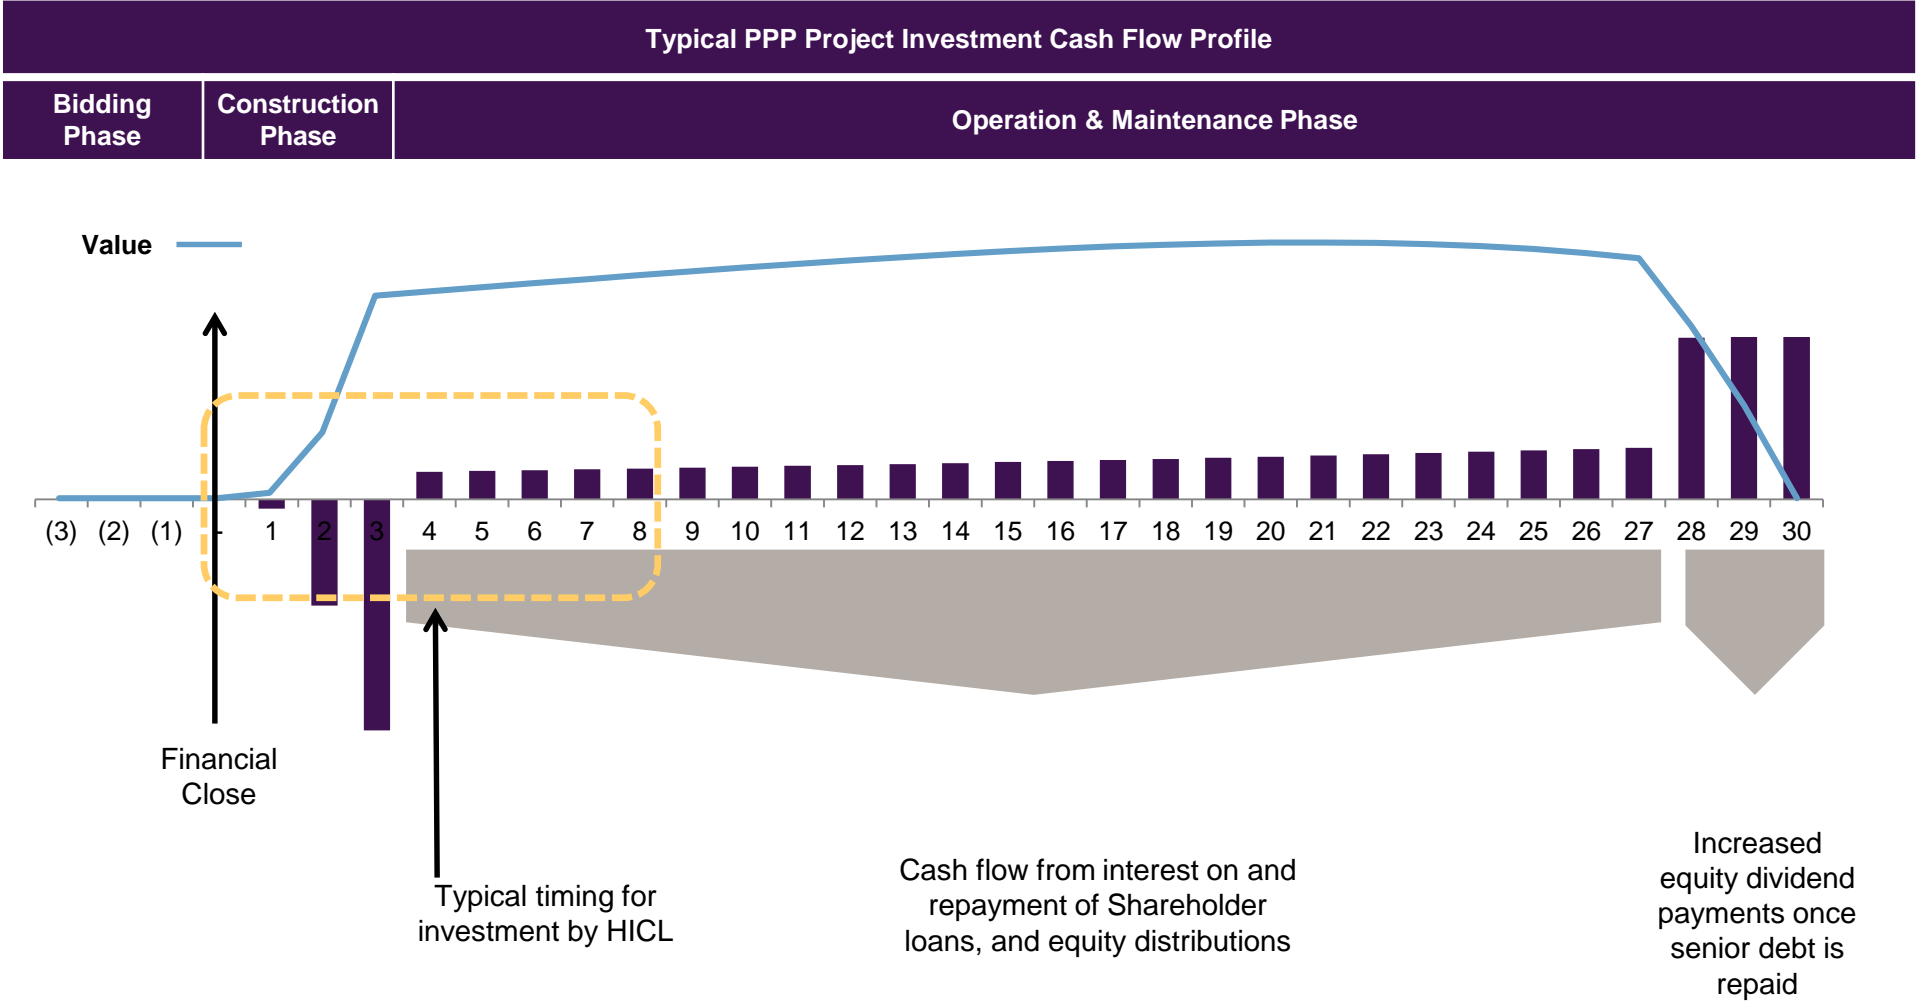 Typical PPP Project Investment Cash Flow Profile
Bidding
Phase
Construction
Phase
Operation & Maintenance Phase
Value
(3) (2) (1) - 1 2 3 4 5 6 7 8 9 10 11 12 13 14 15 16 17 18 19 20 21 22 23 24 25 26 27 28 29 30
Financial
Close
Typical timing for
investment by HICL
Cash flow from interest on and
repayment of Shareholder
loans, and equity distributions
Increased
equity dividend
payments once
senior debt is
repaid